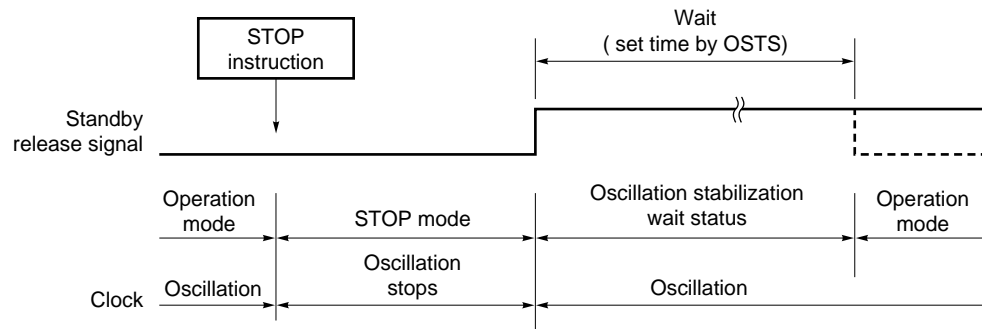 Wait
( set time by OSTS)
STOP
instruction
Standby
release signal
Operation
mode
STOP mode
Oscillation stabilization
wait status
Operation
mode
Clock
Oscillation
Oscillation
stops
Oscillation